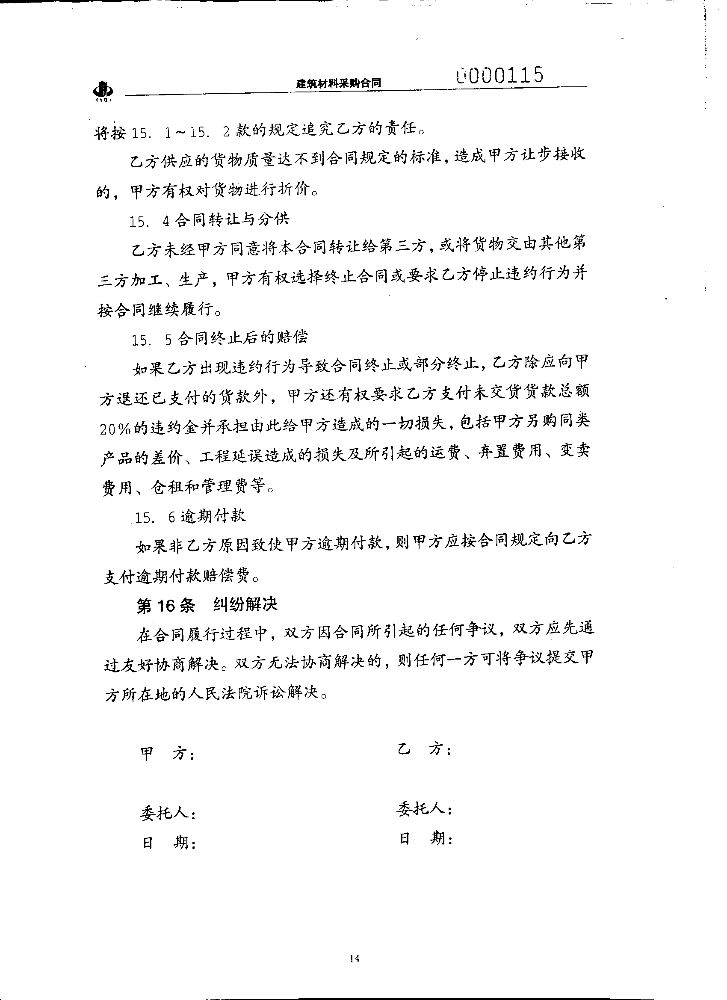 建筑材料采购合同
0000115
将按 15. 1～15. 2 款的规定追究乙方的责任。
乙方供应的货物质量达不到合同规定的标准，造成甲方让步接收
的，甲方有权对货物进行折价。
15. 4 合同转让与分供
乙方未经甲方同意将本合同转让给第三方，或将货物交由其他第
三方加工、生产，甲方有权选择终止合同或要求乙方停止违约行为并
按合同继续履行。
15. 5 合同终止后的赔偿
如果乙方出现违约行为导致合同终止或部分终止，乙方除应向甲
方退还已支付的货款外，甲方还有权要求乙方支付未交货货款总额
20%的违约金并承担由此给甲方造成的一切损失，包括甲方另购同类
产品的差价、工程延误造成的损失及所引起的运费、弃置费用、变卖
费用、仓租和管理费等。
15. 6 逾期付款
如果非乙方原因致使甲方逾期付款，则甲方应按合同规定向乙方
支付逾期付款赔偿费。
第 16 条 纠纷解决
在合同履行过程中，双方因合同所引起的任何争议，双方应先通
过友好协商解决。双方无法协商解决的，则任何一方可将争议提交甲
方所在地的人民法院诉讼解决。
甲 方： 乙 方：
委托人： 委托人：
日 期： 日 期：
14